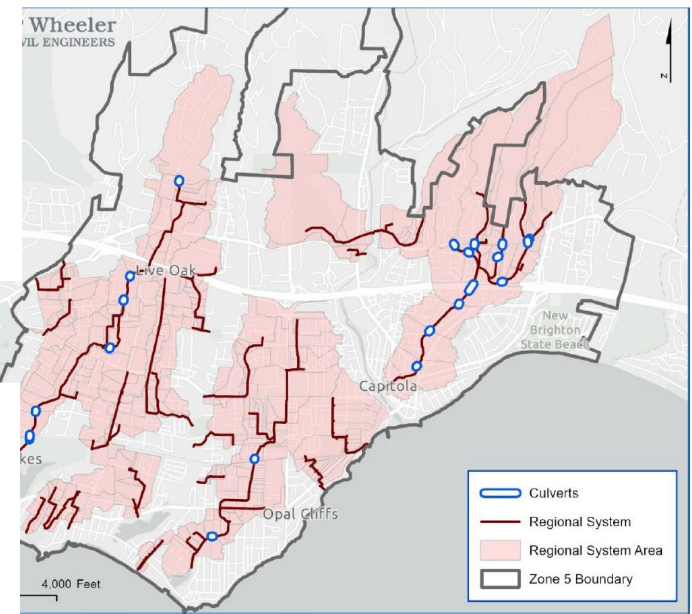 Wheeler
VIL ENGINEERS
N
Live Oak
New
Brighton
State Beach
Capitola
kes
Opal Cliffs
4,000 Feet
Culverts
Regional System
Regional System Area
Zone 5 Boundary